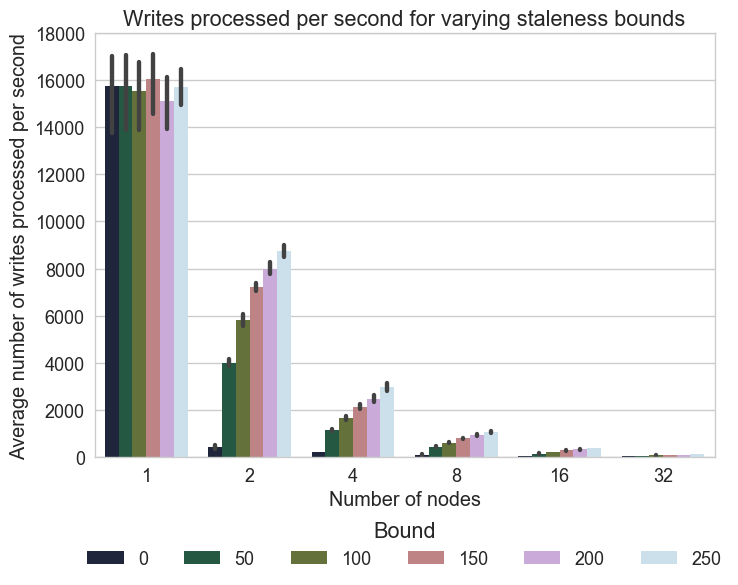 Writes processed per second for varying staleness bounds
Average number of writes processed per second
18000
16000
14000
12000
10000
8000
6000
4000
2000
0
1 2 4 8 16 32
Number of nodes
Bound
0 50 100 150 200 250